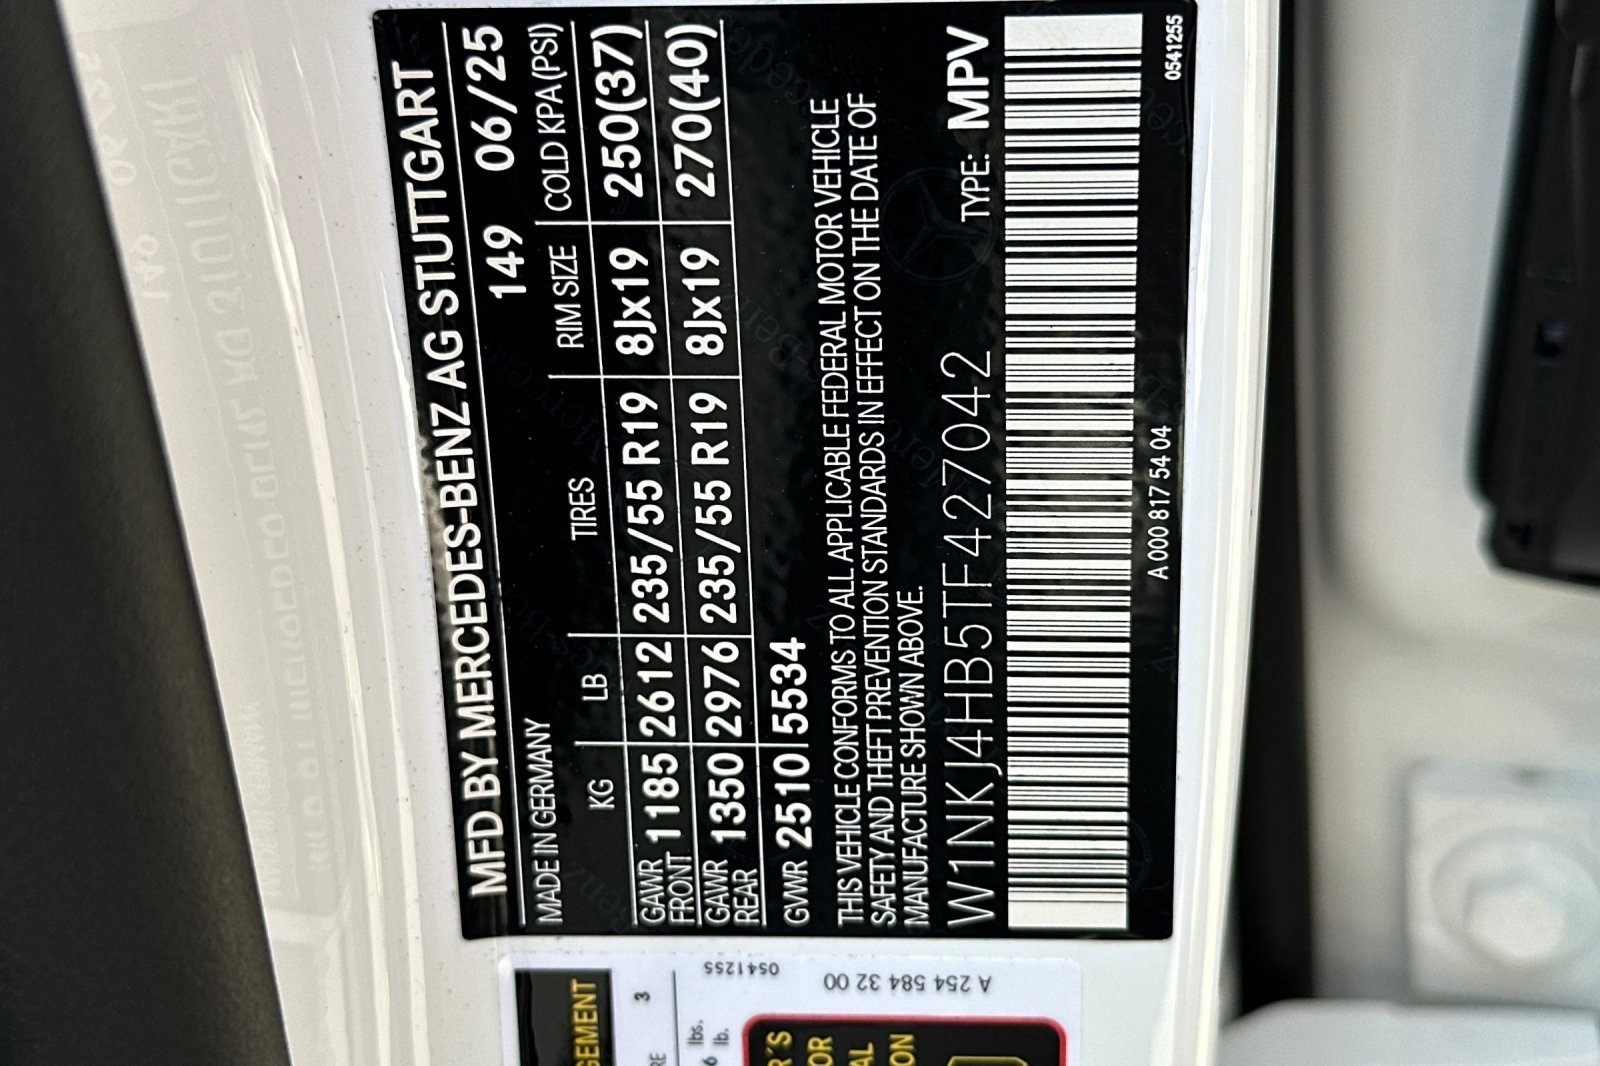 MFD BY MERCEDES-BENZ AG STUTTGART
MADE IN GERMANY 149 06/25
KG LB TIRES RIM SIZE COLD KPA(PSI)
GAWR FRONT 1185 2612 235/55 R19 8Jx19 250(37)
GAWR REAR 1350 2976 235/55 R19 8Jx19 270(40)
GVWR 2510 5534
THIS VEHICLE CONFORMS TO ALL APPLICABLE FEDERAL MOTOR VEHICLE
SAFETY AND THEFT PREVENTION STANDARDS IN EFFECT ON THE DATE OF
MANUFACTURE SHOWN ABOVE.
W1NKJ4HB5TF427042 TYPE: MPV
A 000 817 54 04
0541255
0541255
A 254 584 32 00
3
lbs.
lb.